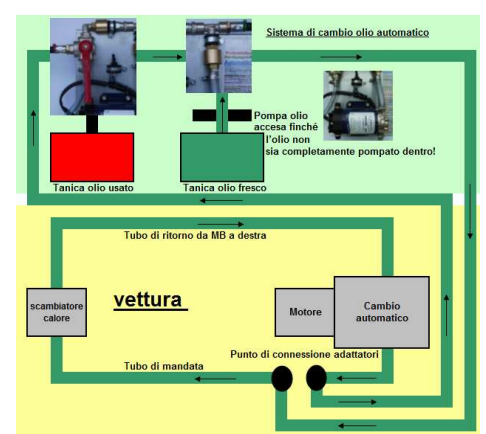 Sistema di cambio olio automatico
Pompa olio
accesa finché
l'olio non
sia completamente pompato dentro!
Tanica olio usato
Tanica olio fresco
Tubo di ritorno da MB a destra
scambiatore
calore
vettura
Motore
Cambio
automatico
Punto di connessione adattatori
Tubo di mandata